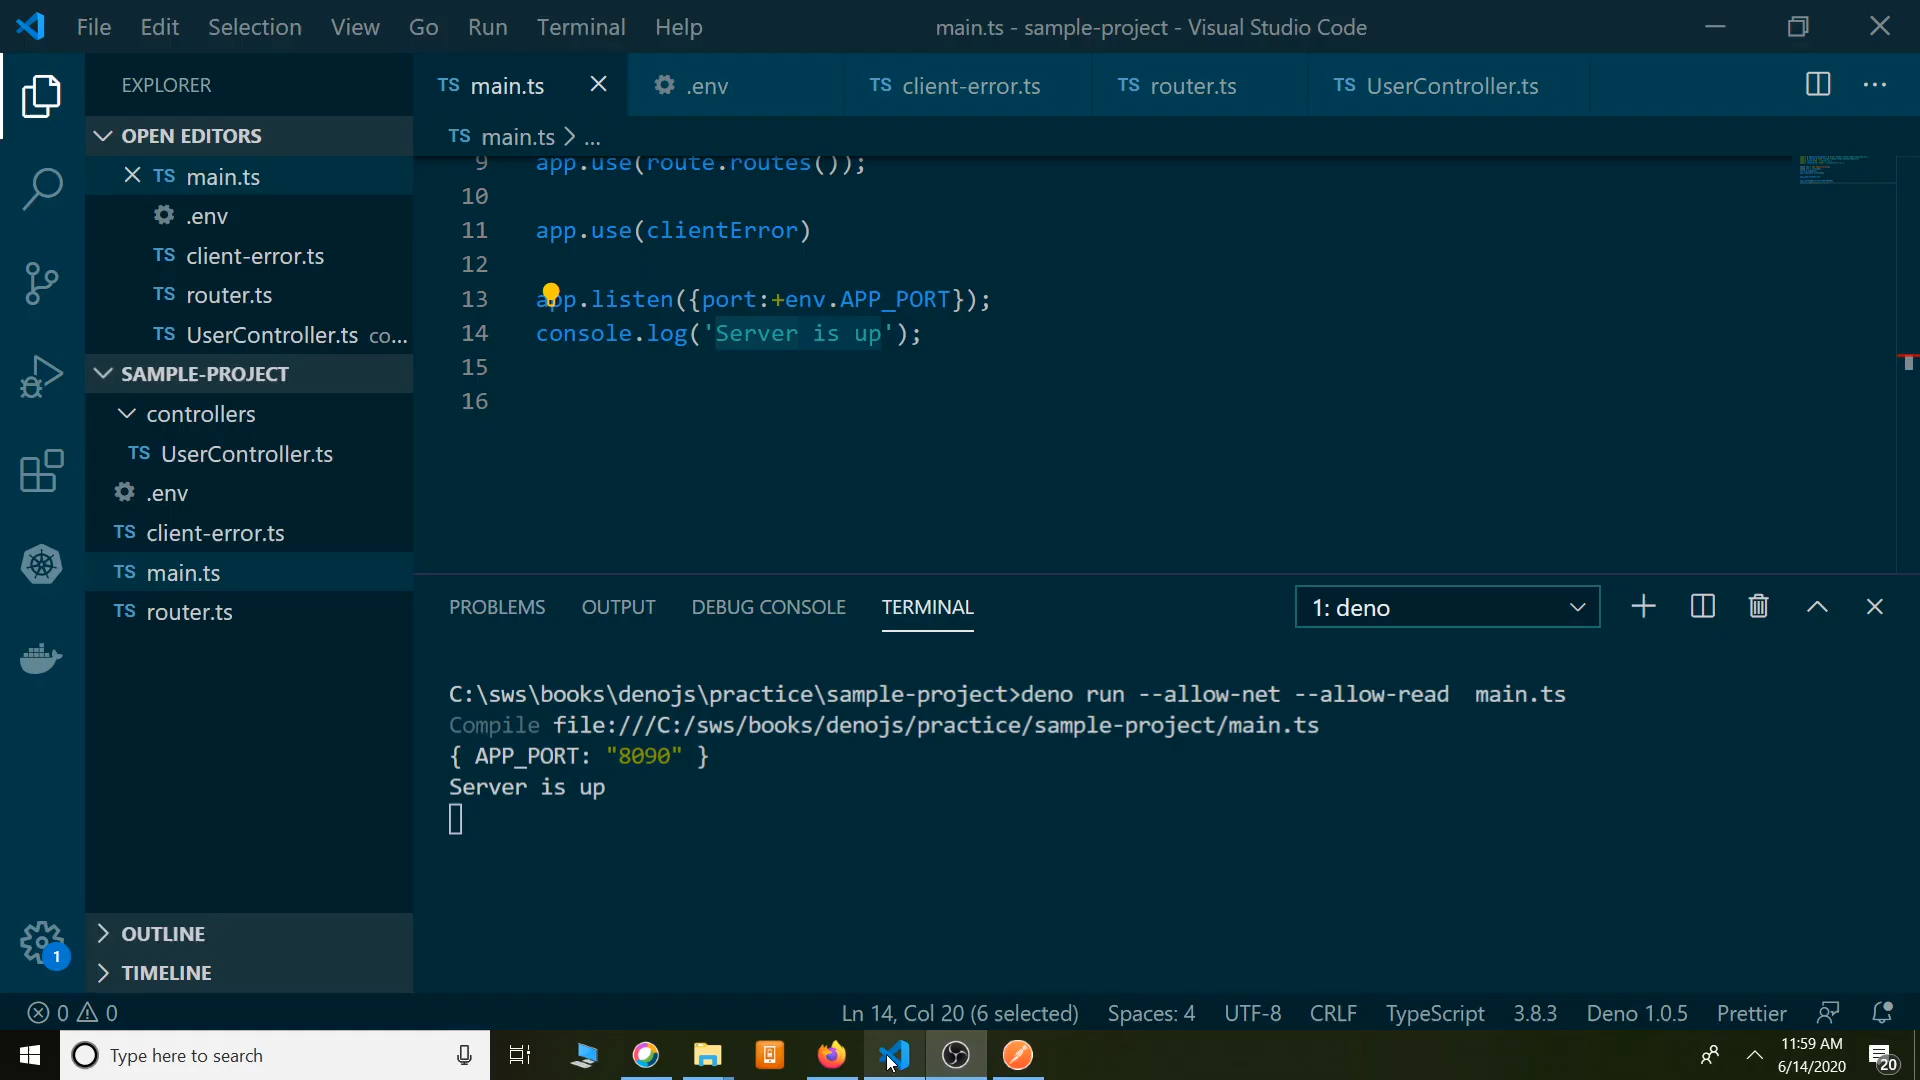 File Edit Selection View Go Run Terminal Help main.ts - sample-project - Visual Studio Code
EXPLORER
OPEN EDITORS
TS main.ts
.env
TS client-error.ts
TS router.ts
TS UserController.ts co...
SAMPLE-PROJECT
controllers
TS UserController.ts
.env
TS client-error.ts
TS main.ts
TS router.ts
OUTLINE
TIMELINE
1
TS main.ts .env TS client-error.ts TS router.ts TS UserController.ts
TS main.ts > ...
9 app.use(route.routes());
10
11 app.use(clientError)
12
13 app.listen({port:+env.APP_PORT});
14 console.log('Server is up');
15
16
PROBLEMS OUTPUT DEBUG CONSOLE TERMINAL 1: deno
C:\sws\books\denojs\practice\sample-project>deno run --allow-net --allow-read  main.ts
Compile file:///C:/sws/books/denojs/practice/sample-project/main.ts
{ APP_PORT: "8090" }
Server is up
0 0 Ln 14, Col 20 (6 selected) Spaces: 4 UTF-8 CRLF TypeScript 3.8.3 Deno 1.0.5 Prettier
Type here to search
11:59 AM
6/14/2020
20